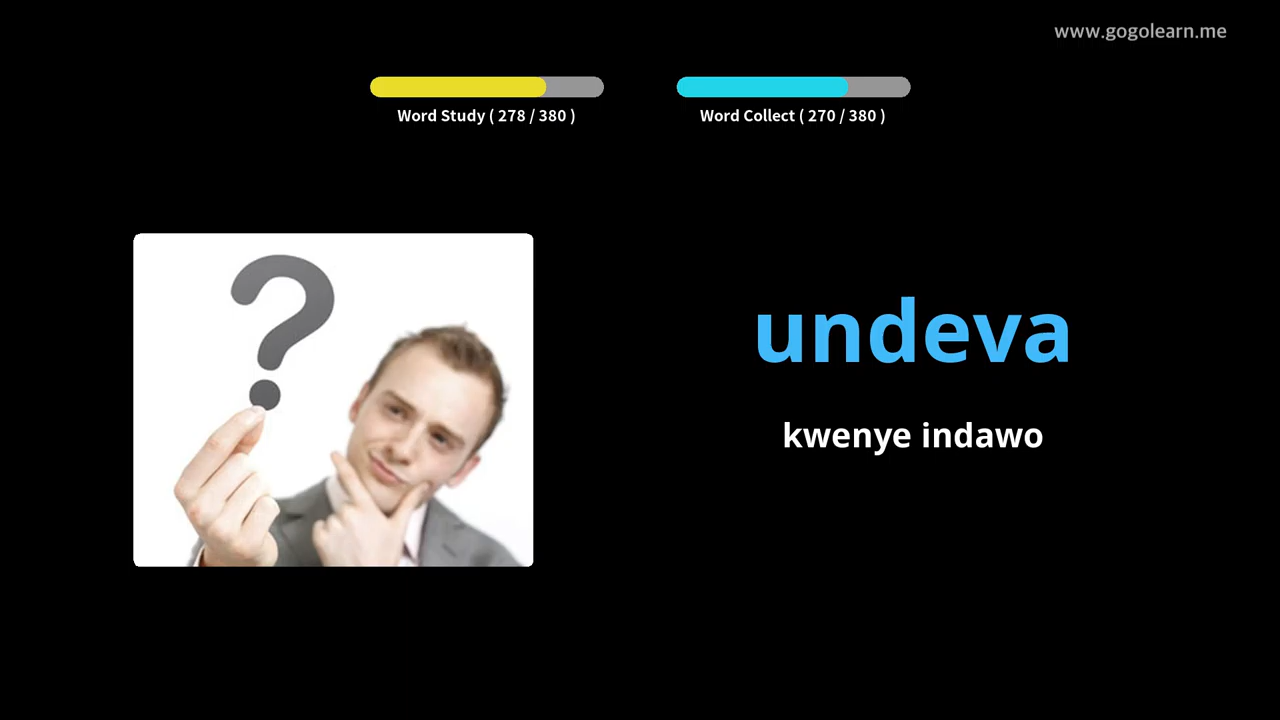 www.gogolearn.me
Word Study ( 278 / 380 )
Word Collect ( 270 / 380 )
?
undeva
kwenye indawo